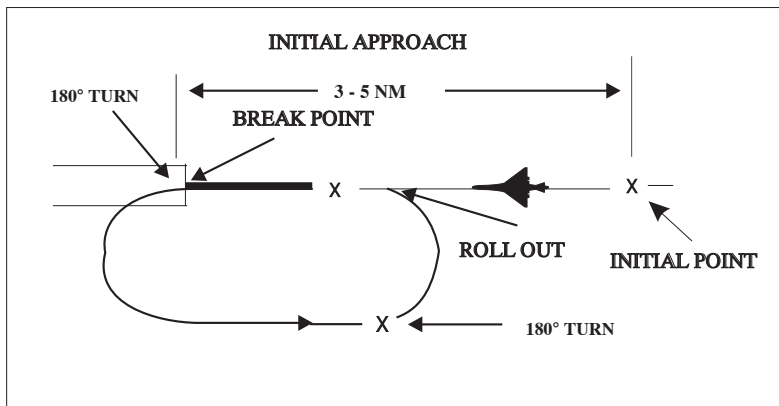 INITIAL APPROACH
3 - 5 NM
180° TURN
BREAK POINT
X
X
ROLL OUT
INITIAL POINT
X
180° TURN